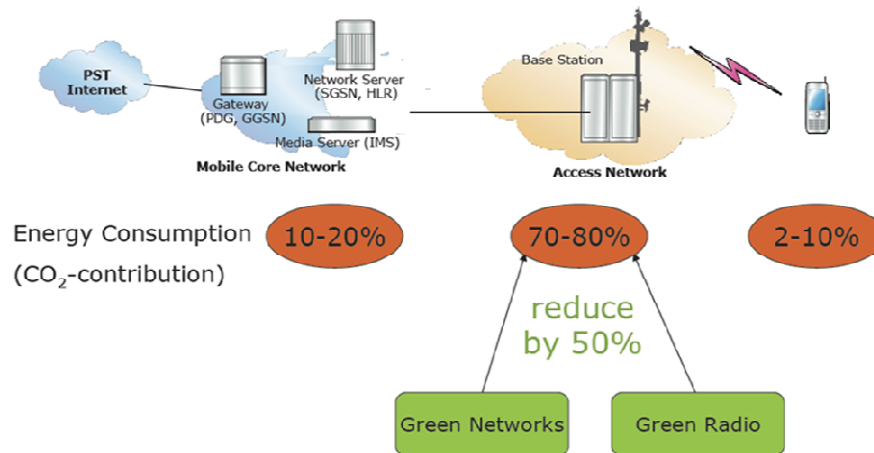 PST
Internet
Gateway
(PDG, GGSN)
Network Server
(SGSN, HLR)
Media Server (IMS)
Mobile Core Network
Base Station
Access Network
Energy Consumption
(CO₂-contribution)
10-20%
70-80%
2-10%
reduce
by 50%
Green Networks
Green Radio